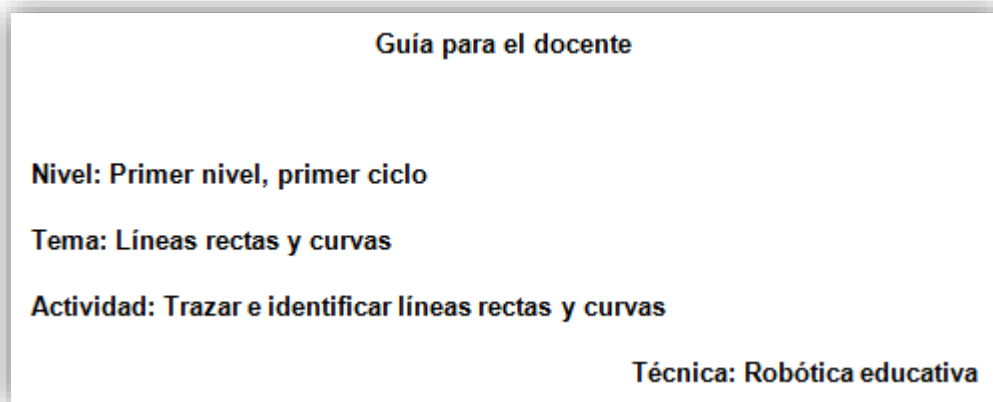 Guía para el docente
Nivel: Primer nivel, primer ciclo
Tema: Líneas rectas y curvas
Actividad: Trazar e identificar líneas rectas y curvas
Técnica: Robótica educativa